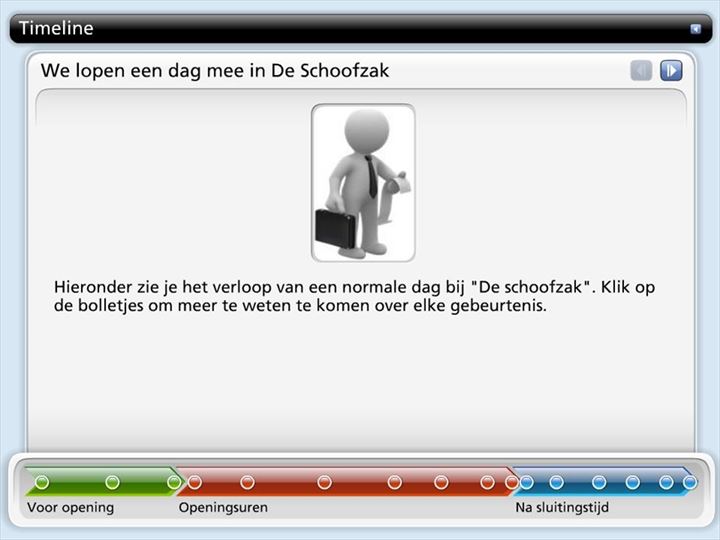 Timeline
We lopen een dag mee in De Schoofzak
Hieronder zie je het verloop van een normale dag bij "De schoofzak". Klik op
de bolletjes om meer te weten te komen over elke gebeurtenis.
Voor opening
Openingsuren
Na sluitingstijd